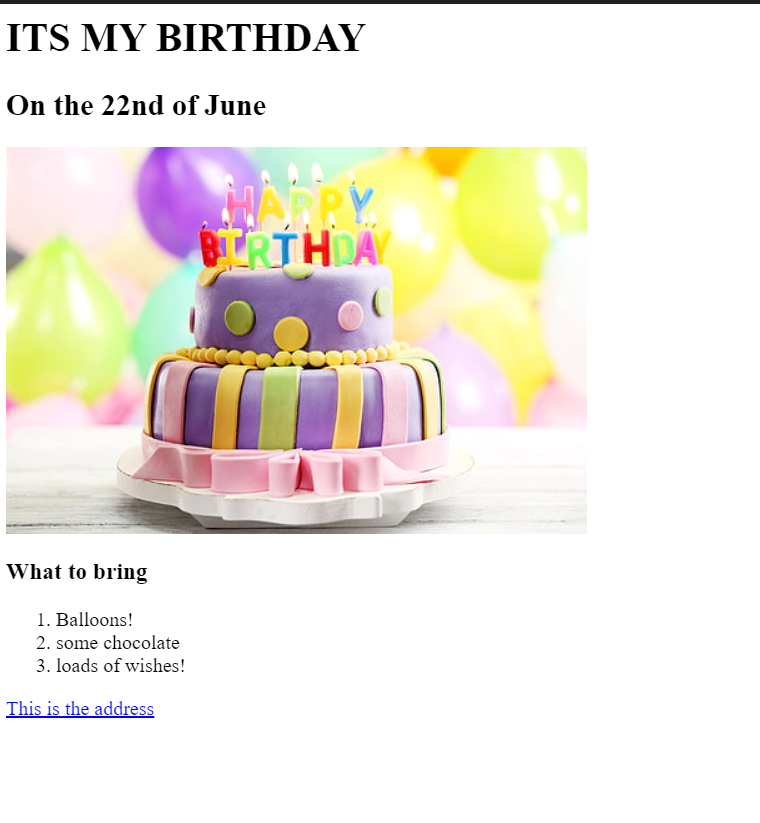 ITS MY BIRTHDAY
On the 22nd of June
HAPPY
BIRTHDAY
What to bring
1. Balloons!
2. some chocolate
3. loads of wishes!
This is the address